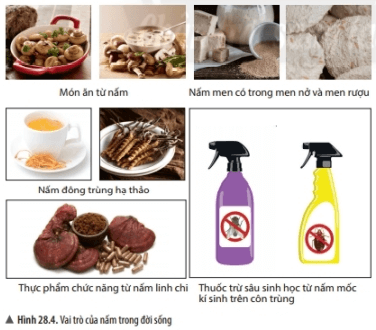 Món ăn từ nấm
Nấm men có trong men nở và men rượu
Nấm đông trùng hạ thảo
Thực phẩm chức năng từ nấm linh chi
Thuốc trừ sâu sinh học từ nấm mốc
kí sinh trên côn trùng
▲ Hình 28.4. Vai trò của nấm trong đời sống